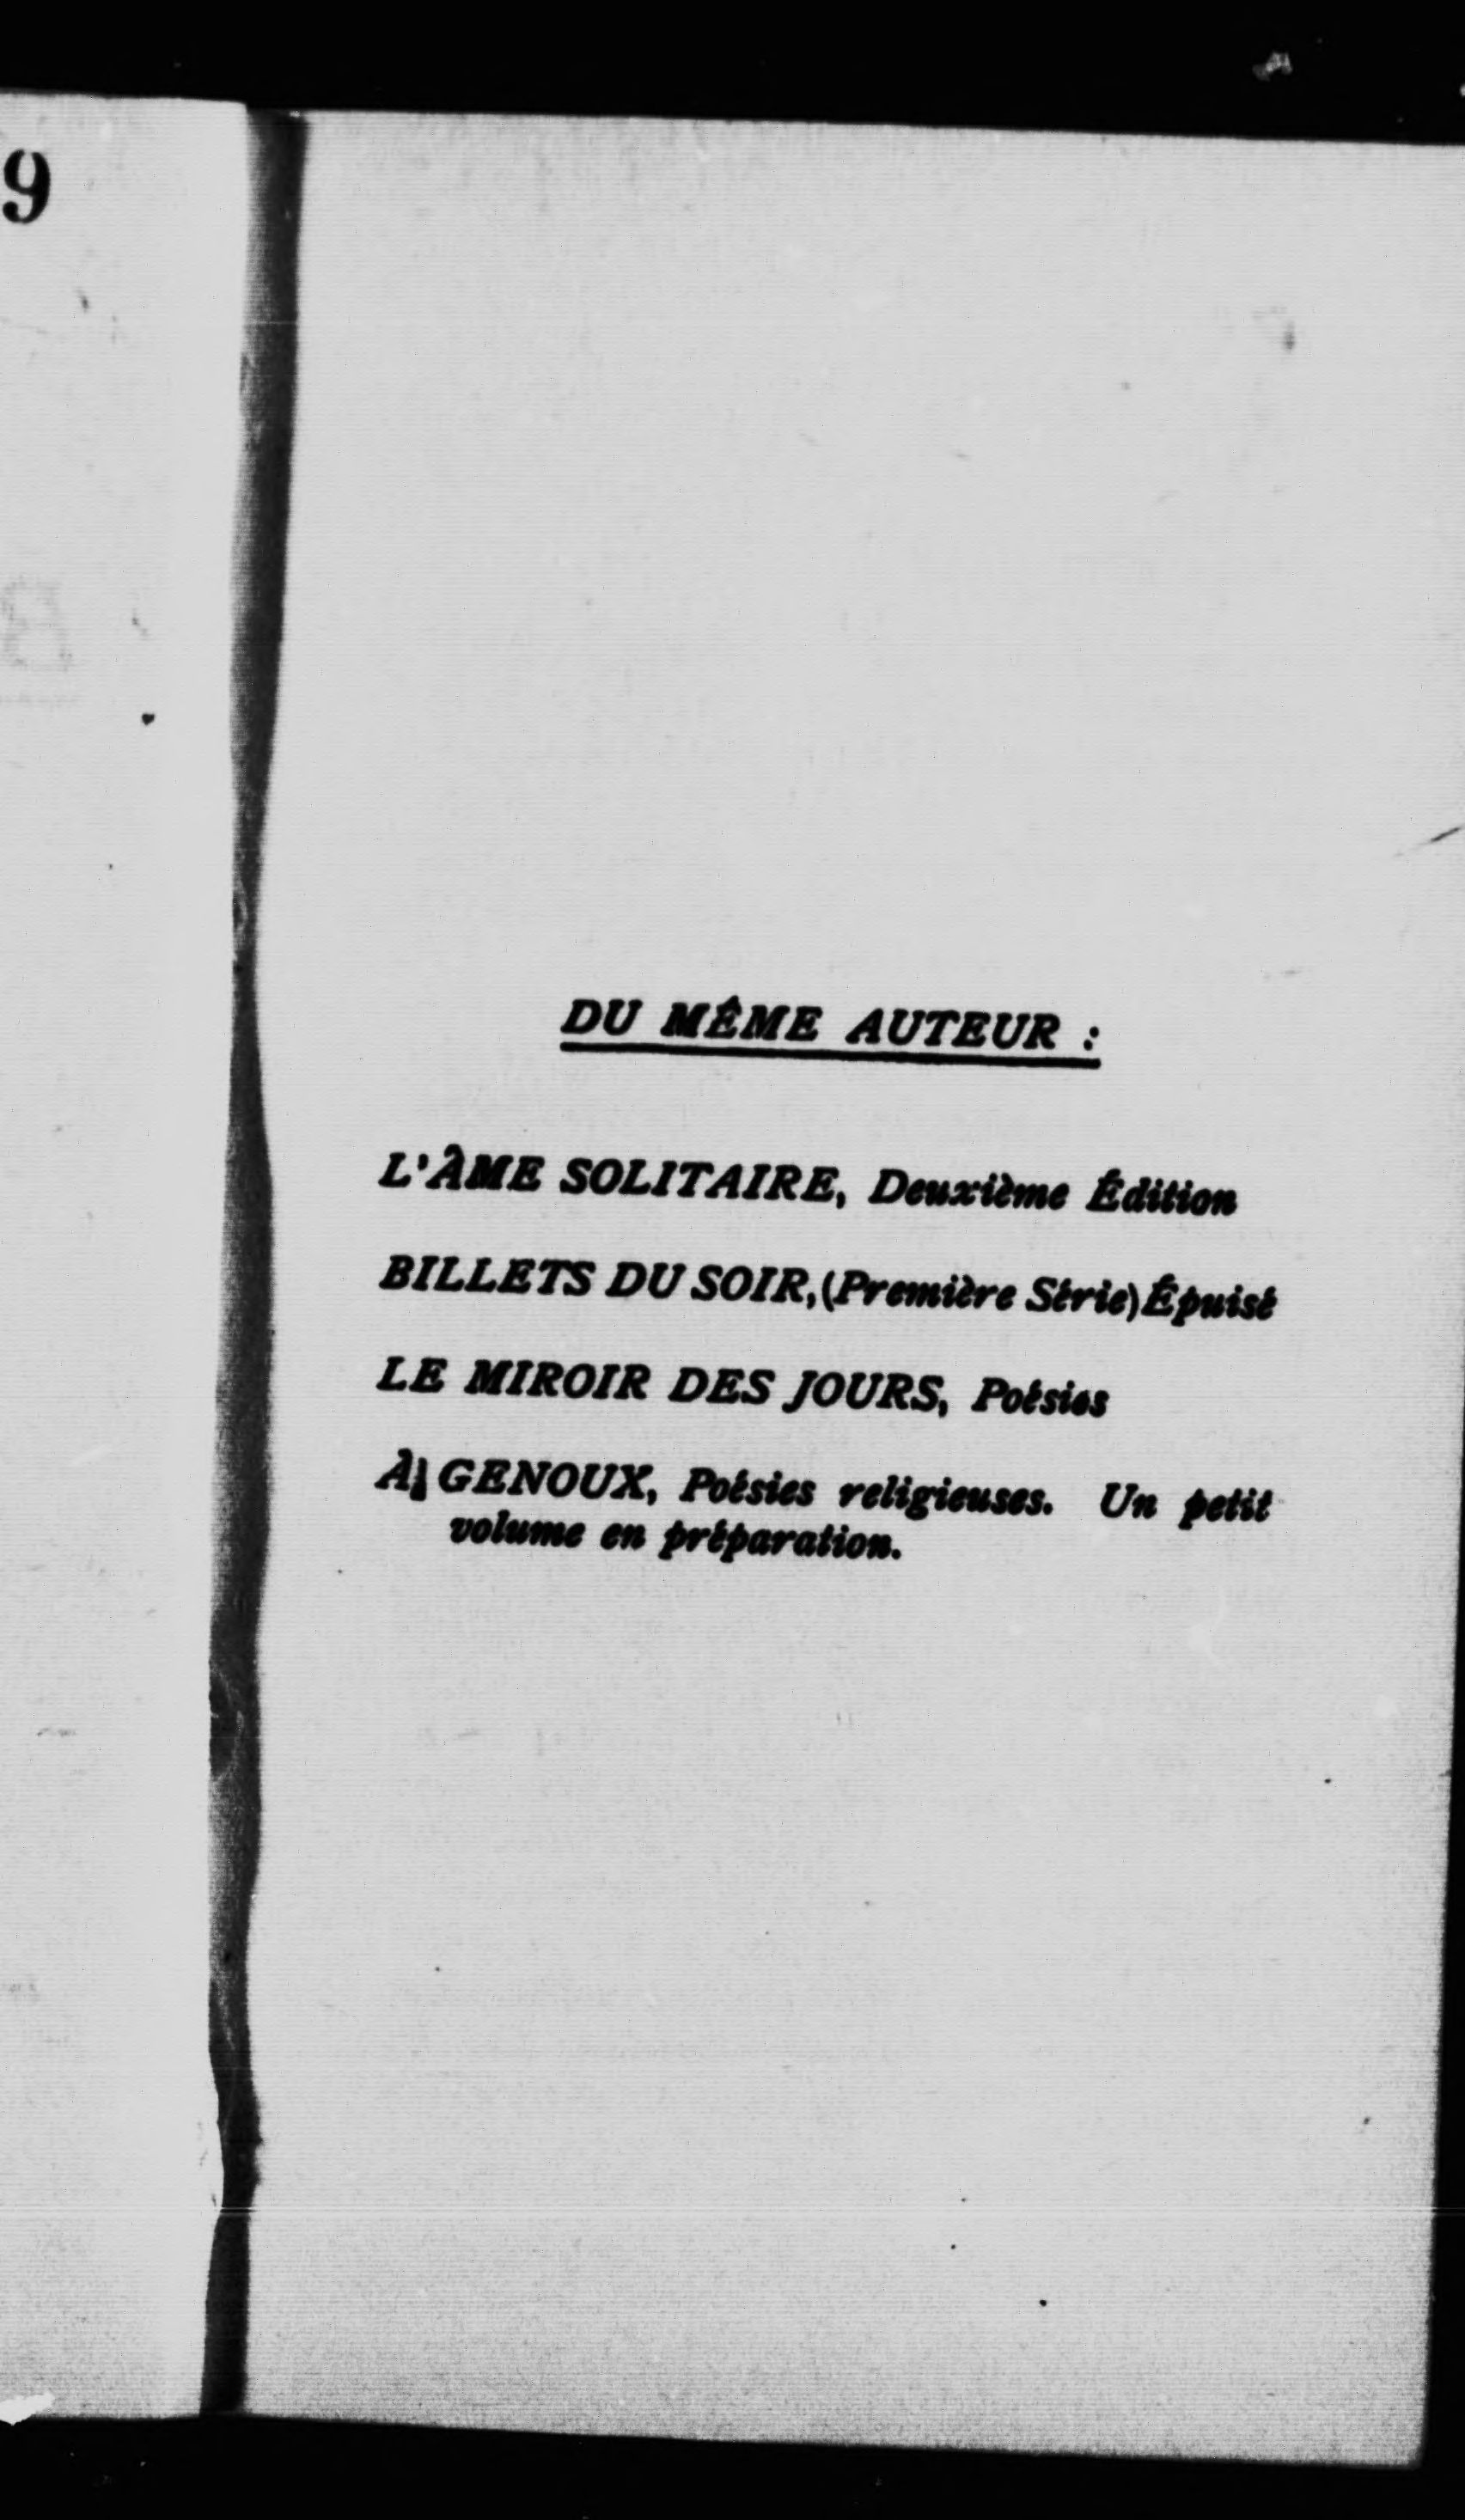 9
DU MÊME AUTEUR :
L'ÂME SOLITAIRE, Deuxième Édition
BILLETS DU SOIR, (Première Série) Épuisé
LE MIROIR DES JOURS, Poésies
À GENOUX, Poésies religieuses. Un petit
volume en préparation.